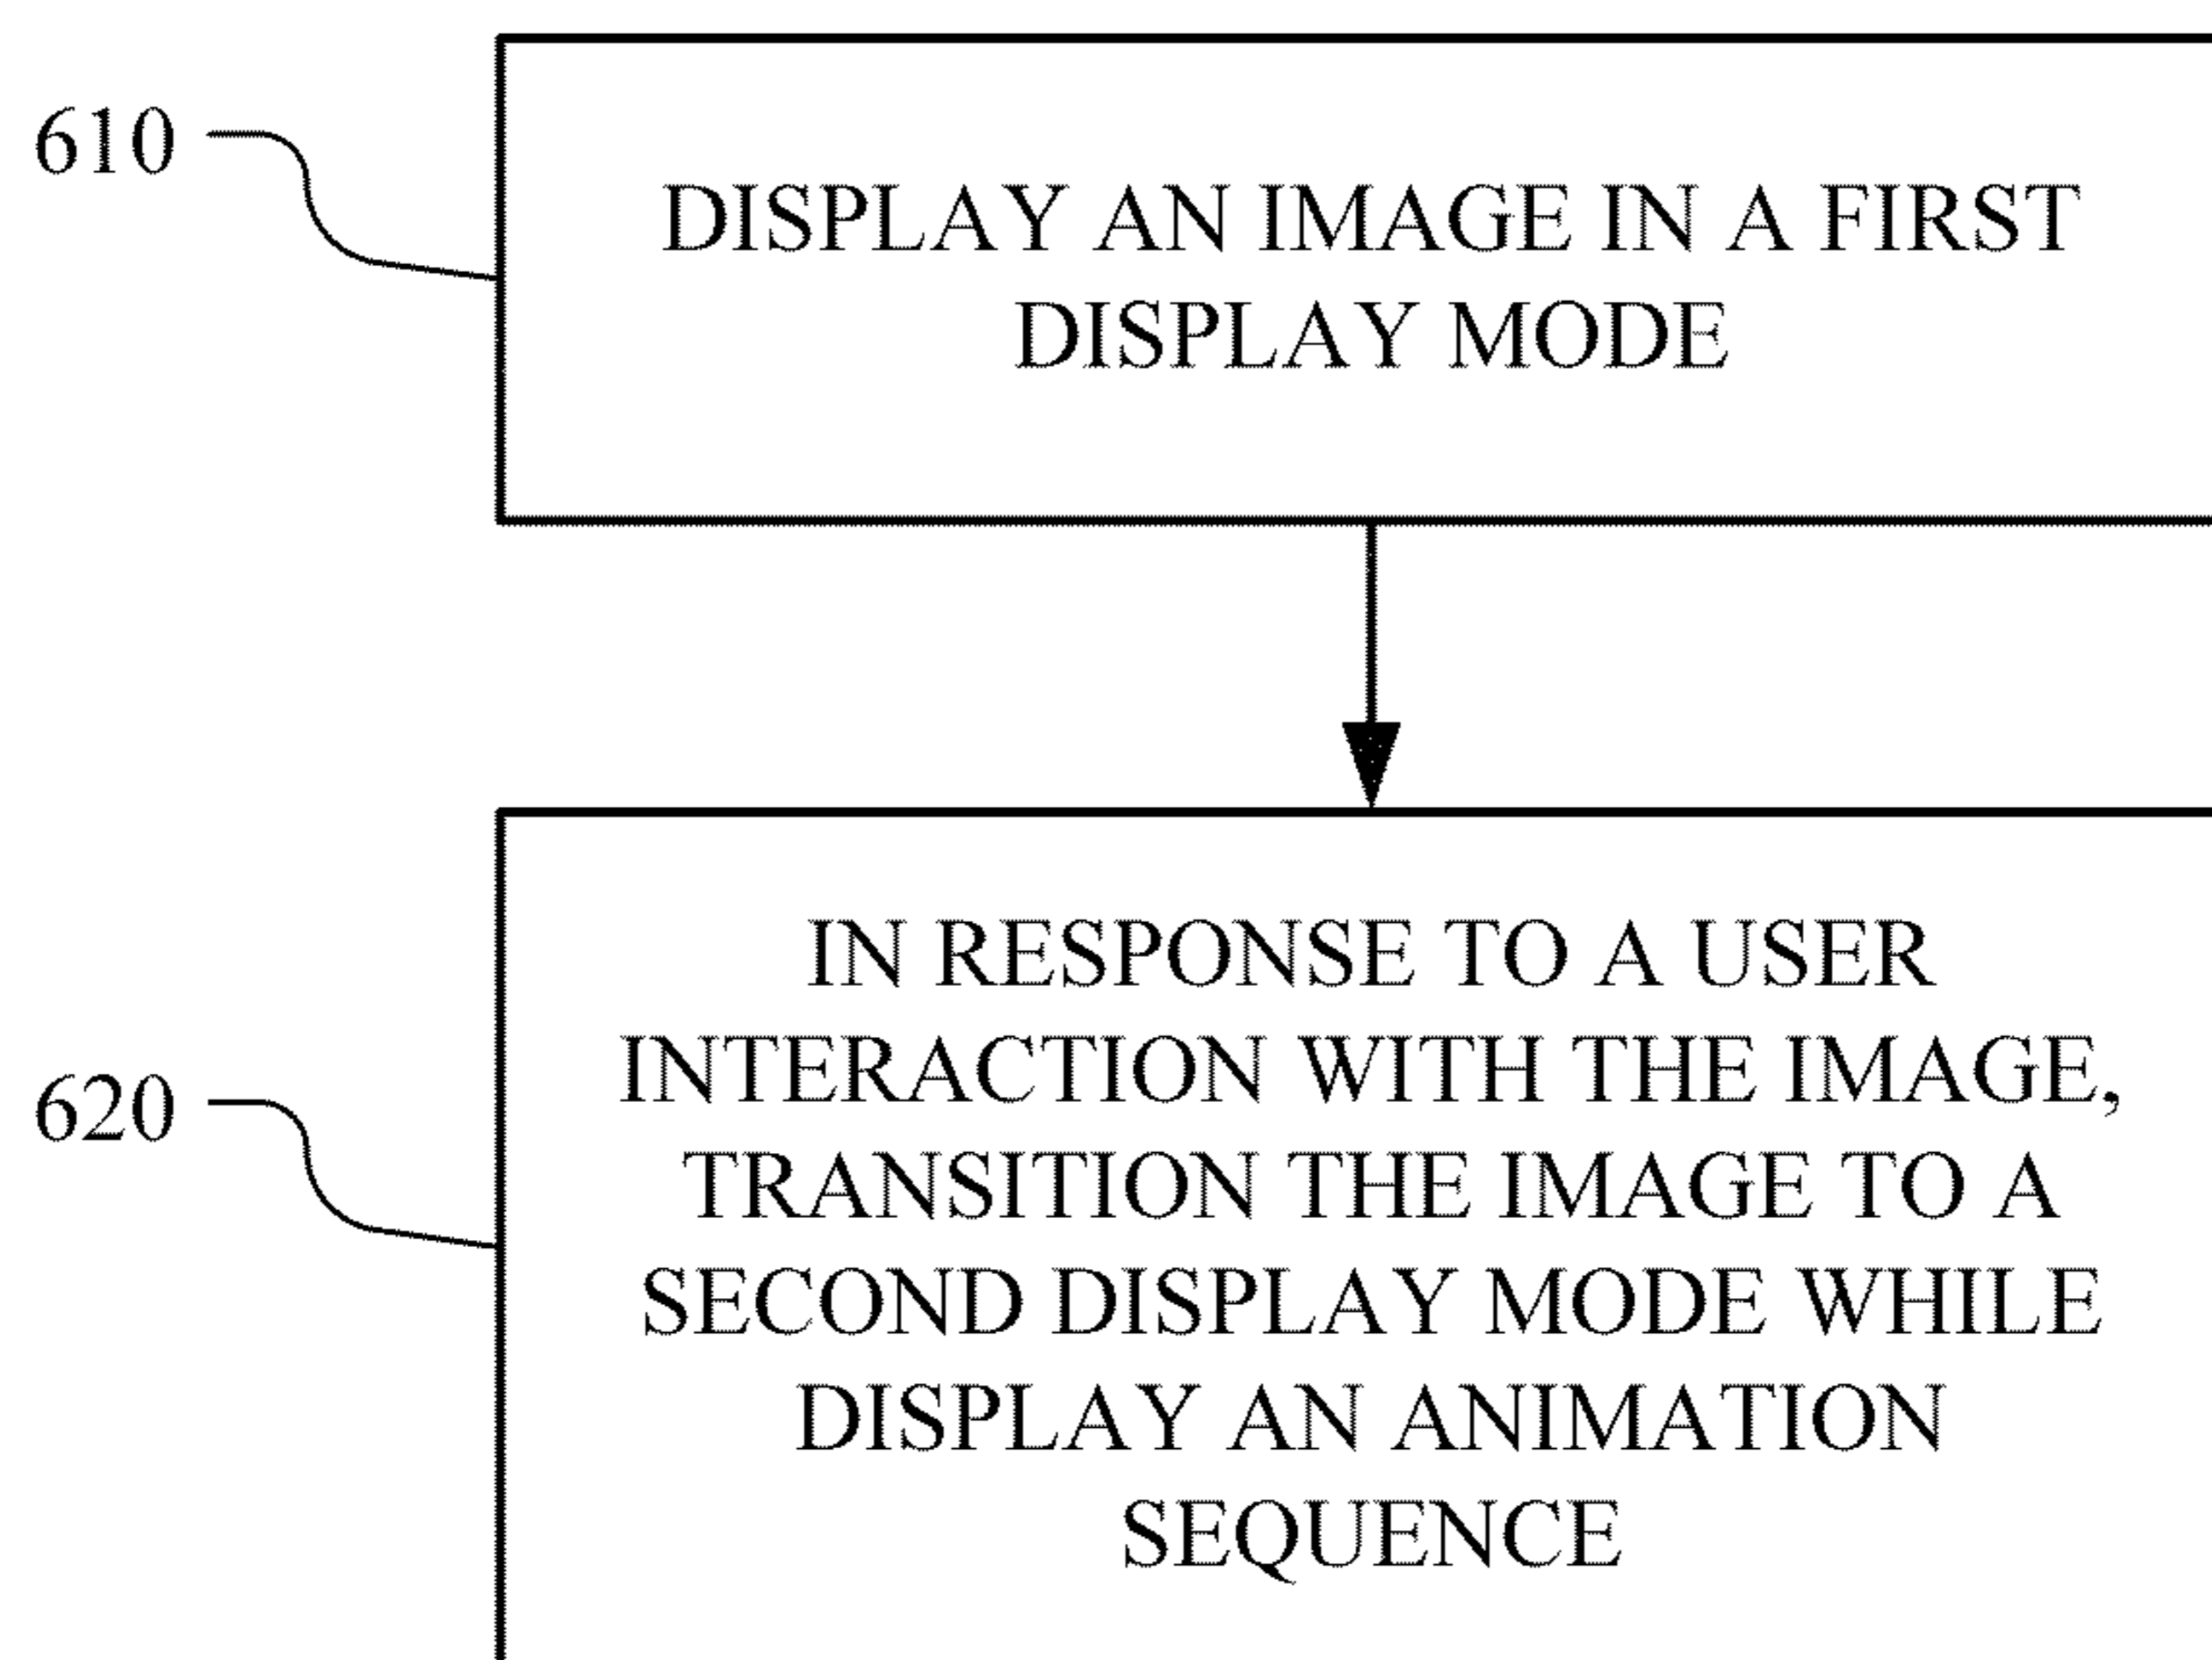 610
DISPLAY AN IMAGE IN A FIRST
DISPLAY MODE
620
IN RESPONSE TO A USER
INTERACTION WITH THE IMAGE,
TRANSITION THE IMAGE TO A
SECOND DISPLAY MODE WHILE
DISPLAY AN ANIMATION
SEQUENCE